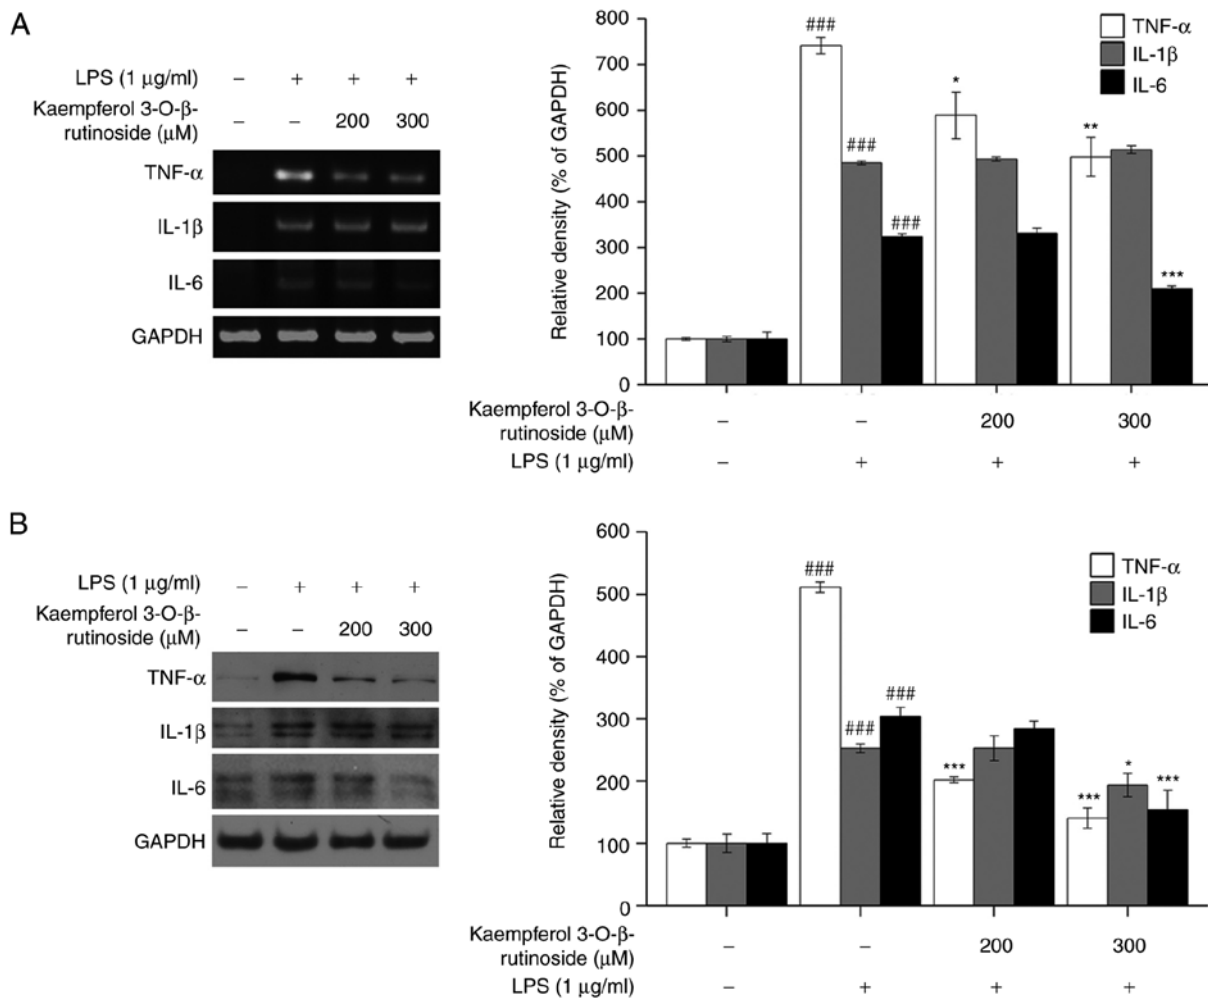 A
LPS (1 μg/ml) – + + +
Kaempferol 3-O-β-
rutinoside (μM) – – 200 300
TNF-α
IL-1β
IL-6
GAPDH
Relative density (% of GAPDH)
800
700
600
500
400
300
200
100
0
TNF-α
IL-1β
IL-6
###
###
###
*
**
***
Kaempferol 3-O-β-
rutinoside (μM) – – 200 300
LPS (1 μg/ml) – + + +
B
LPS (1 μg/ml) – + + +
Kaempferol 3-O-β-
rutinoside (μM) – – 200 300
TNF-α
IL-1β
IL-6
GAPDH
Relative density (% of GAPDH)
600
500
400
300
200
100
0
TNF-α
IL-1β
IL-6
###
###
###
***
***
*
***
Kaempferol 3-O-β-
rutinoside (μM) – – 200 300
LPS (1 μg/ml) – + + +